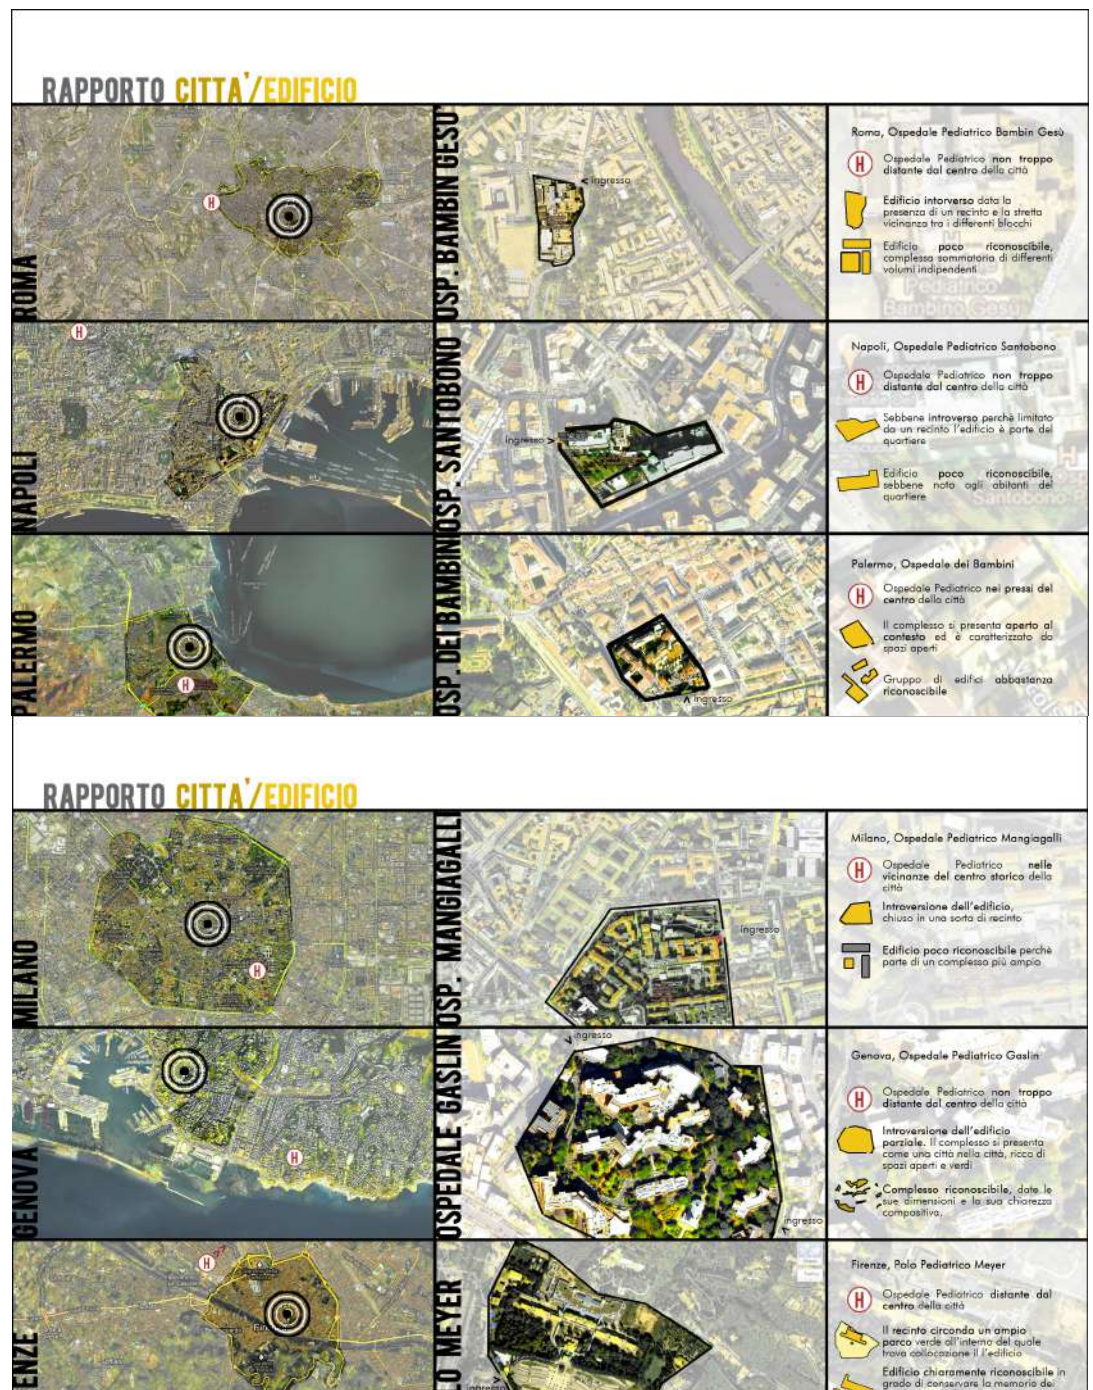 RAPPORTO CITTA'/EDIFICIO
ROMA
OSP. BAMBIN GESU'
< ingresso
Roma, Ospedale Pediatrico Bambin Gesù
H
Ospedale Pediatrico non troppo
distante dal centro della città
Edificio intorverso data la
presenza di un recinto e la stretta
vicinanza tra i differenti blocchi
Edificio poco riconoscibile,
complessa sommatoria di differenti
volumi indipendenti
Pediatrico
Bambino Gesù
NAPOLI
OSP. SANTOBONO
ingresso >
Napoli, Ospedale Pediatrico Santobono
H
Ospedale Pediatrico non troppo
distante dal centro della città
Sebbene introverso perchè limitato
da un recinto l'edificio è parte del
quartiere
Edificio poco riconoscibile,
sebbene noto agli abitanti del
quartiere
Santobono
PALERMO
OSP. DEI BAMBINI
ingresso
Palermo, Ospedale dei Bambini
H
Ospedale Pediatrico nei pressi del
centro della città
Il complesso si presenta aperto al
contesto ed è caratterizzato da
spazi aperti
Gruppo di edifici abbastanza
riconoscibile
RAPPORTO CITTA'/EDIFICIO
MILANO
OSP. MANGIAGALLI
ingresso
Milano, Ospedale Pediatrico Mangiagalli
H
Ospedale Pediatrico nelle
vicinanze del centro storico della
città
Introversione dell'edificio,
chiuso in una sorta di recinto
Edificio poco riconoscibile perchè
parte di un complesso più ampio
GENOVA
OSPEDALE GASLIN
ingresso
ingresso
Genova, Ospedale Pediatrico Gaslin
H
Ospedale Pediatrico non troppo
distante dal centro della città
Introversione dell'edificio
parziale. Il complesso si presenta
come una città nella città, ricco di
spazi aperti e verdi
Complesso riconoscibile, date le
sue dimensioni e la sua chiarezza
compositiva.
ENZE
LO MEYER
ingresso
Firenze, Polo Pediatrico Meyer
H
Ospedale Pediatrico distante dal
centro della città
Il recinto circonda un ampio
parco verde all'interno del quale
trova collocazione il l'edificio
Edificio chiaramente riconoscibile in
grado di conservare la memoria dei